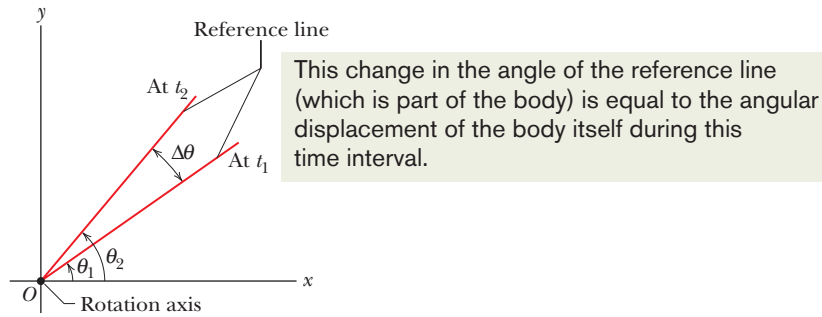 y
Reference line
This change in the angle of the reference line
(which is part of the body) is equal to the angular
displacement of the body itself during this
time interval.
At t₂
Δθ
At t₁
θ₁
θ₂
x
O
Rotation axis